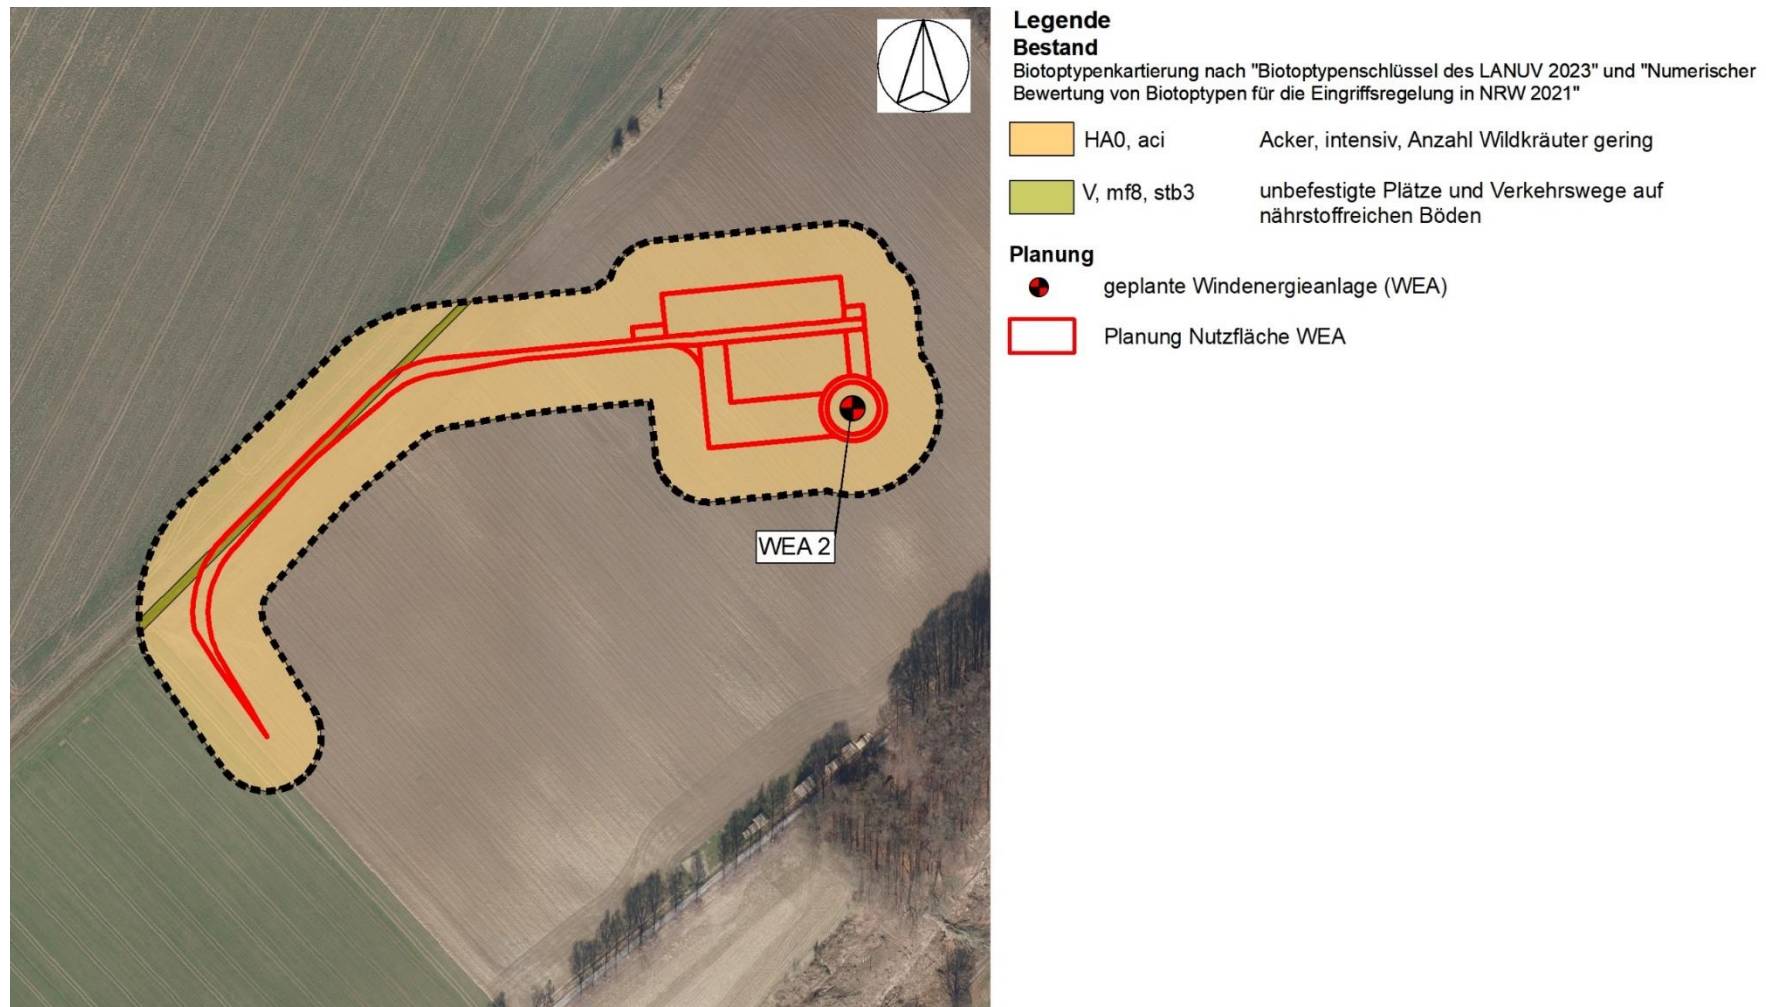 Legende
Bestand
Biotoptypenkartierung nach "Biotoptypenschlüssel des LANUV 2023" und "Numerischer
Bewertung von Biotoptypen für die Eingriffsregelung in NRW 2021"
HA0, aci Acker, intensiv, Anzahl Wildkräuter gering
V, mf8, stb3 unbefestigte Plätze und Verkehrswege auf
nährstoffreichen Böden
Planung
geplante Windenergieanlage (WEA)
Planung Nutzfläche WEA
WEA 2